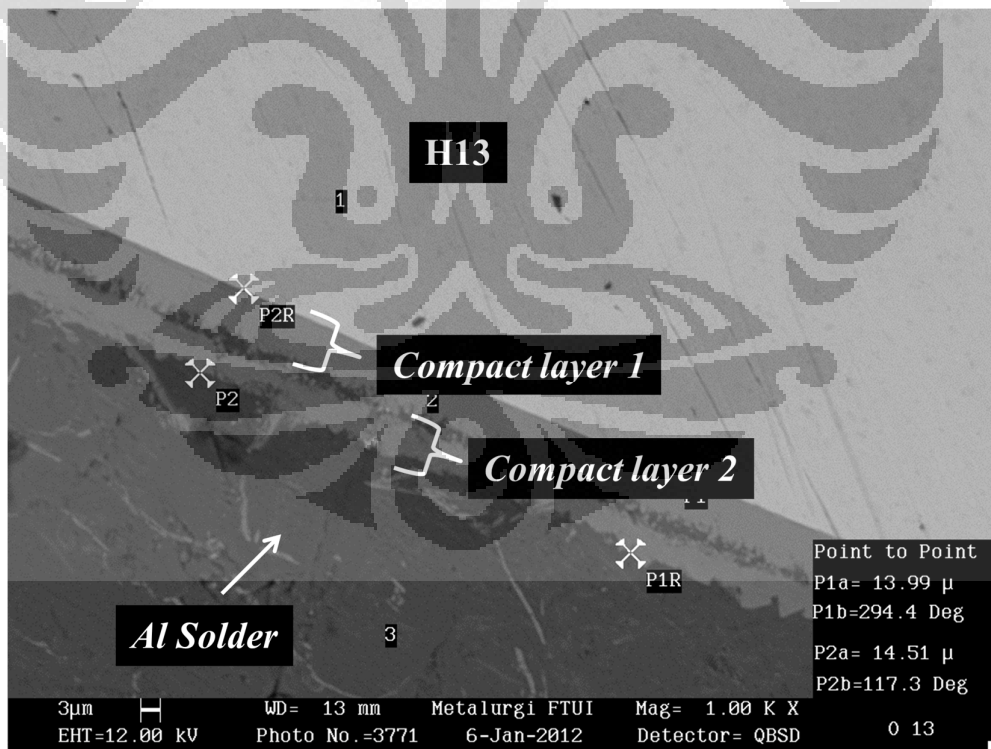 H13
1
P2R
Compact layer 1
P2
2
Compact layer 2
P1
P1R
Al Solder
3
Point to Point
P1a= 13.99 µ
P1b=294.4 Deg
P2a= 14.51 µ
P2b=117.3 Deg
O 13
3µm WD= 13 mm Metalurgi FTUI Mag= 1.00 K X
EHT=12.00 kV Photo No.=3771 6-Jan-2012 Detector= QBSD